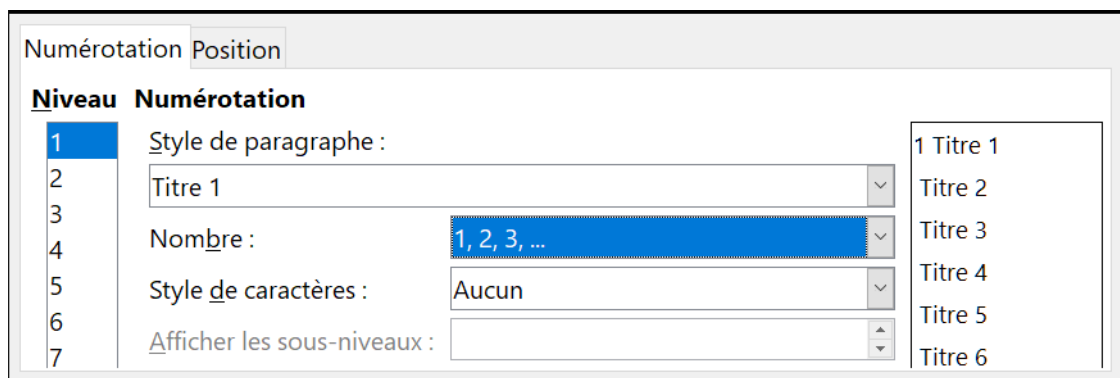 Numérotation Position
Niveau Numérotation
1
2
3
4
5
6
7
Style de paragraphe :
Titre 1
Nombre : 1, 2, 3, ...
Style de caractères : Aucun
Afficher les sous-niveaux :
1 Titre 1
Titre 2
Titre 3
Titre 4
Titre 5
Titre 6